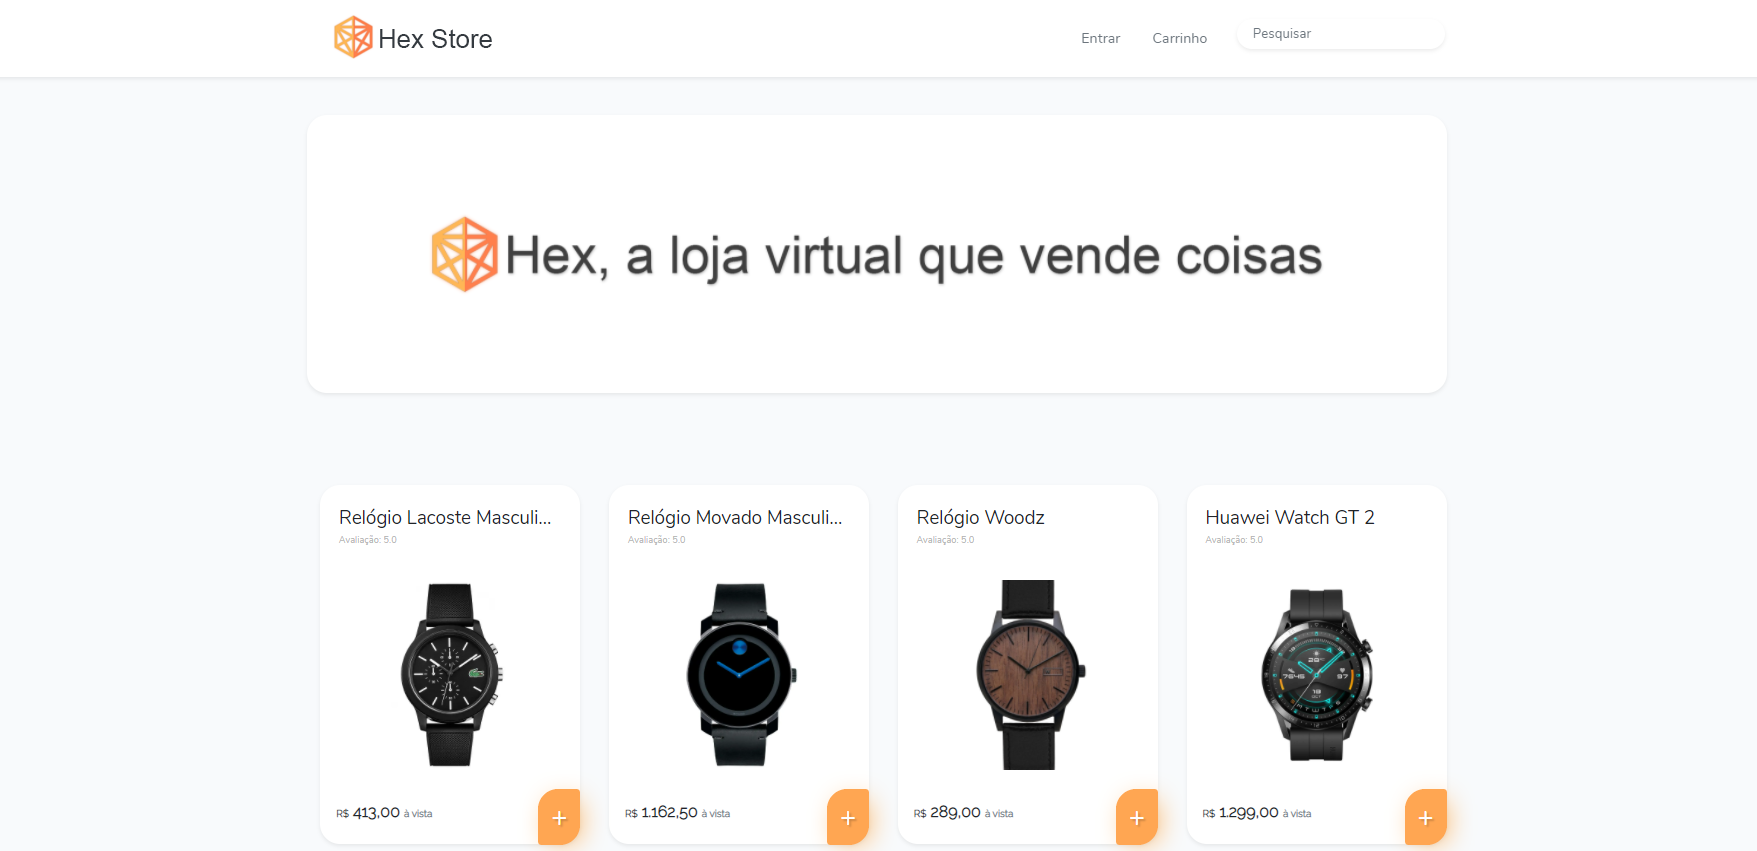 Hex Store
Entrar
Carrinho
Pesquisar
Hex, a loja virtual que vende coisas
Relógio Lacoste Masculi...
Avaliação: 5.0
Relógio Movado Masculi...
Avaliação: 5.0
Relógio Woodz
Avaliação: 5.0
Huawei Watch GT 2
Avaliação: 5.0
R$ 413,00 à vista
+
R$ 1.162,50 à vista
+
R$ 289,00 à vista
+
R$ 1.299,00 à vista
+